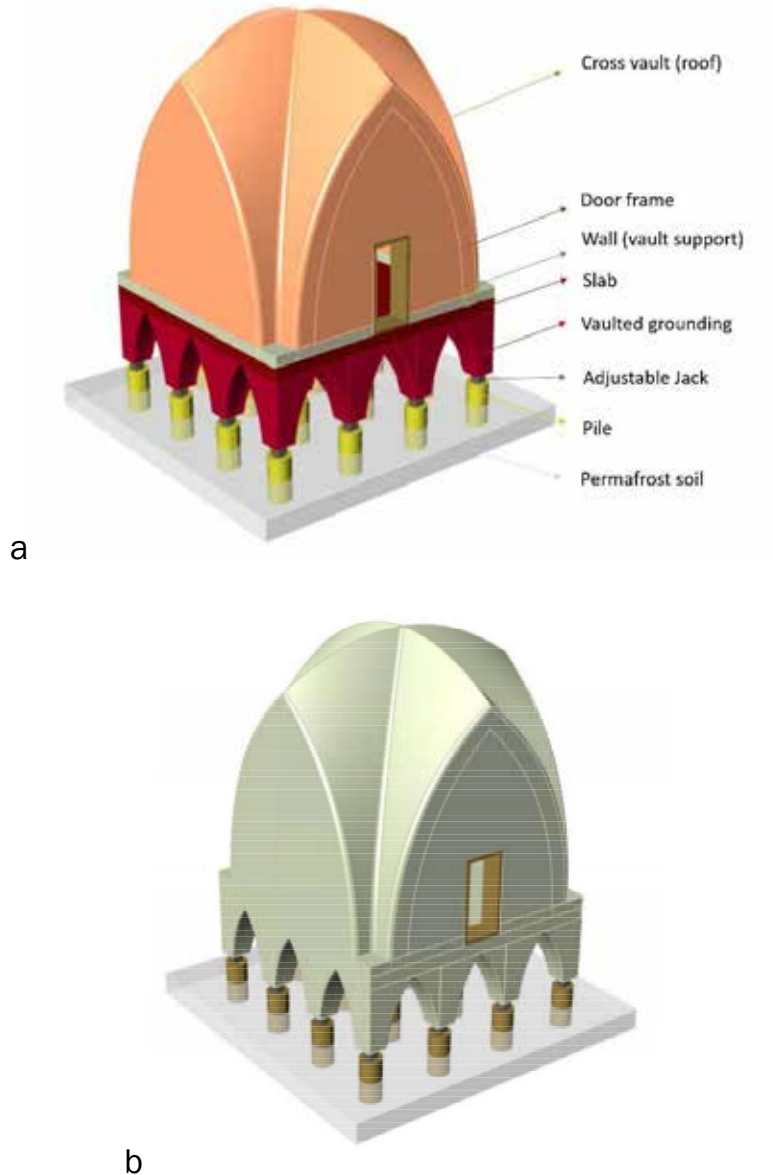 Cross vault (roof)
Door frame
Wall (vault support)
Slab
Vaulted grounding
Adjustable Jack
Pile
Permafrost soil
a
b